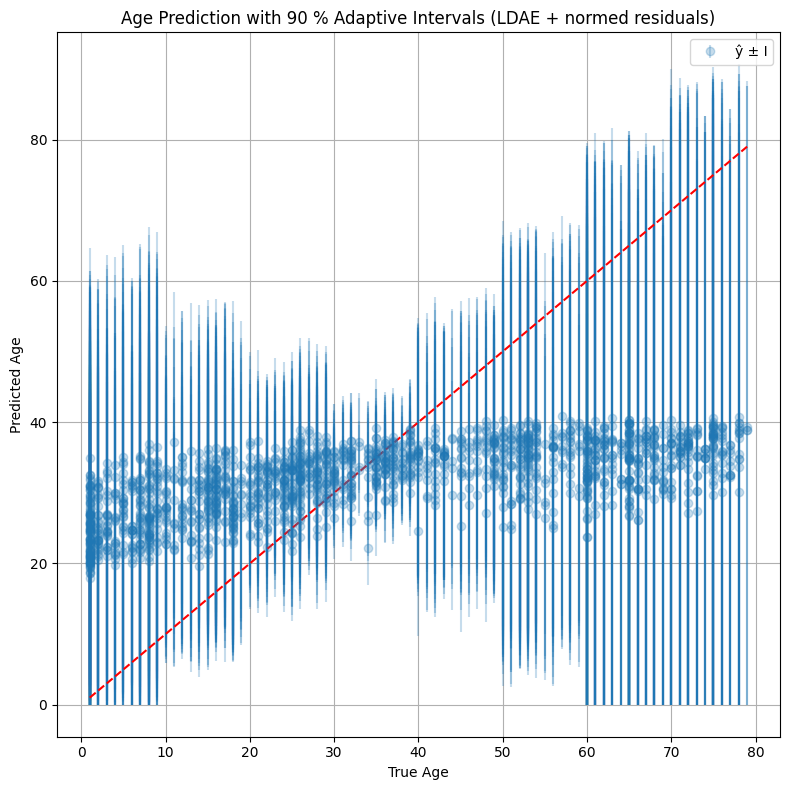 Age Prediction with 90 % Adaptive Intervals (LDAE + normed residuals)
ŷ ± I
Predicted Age
80
60
40
20
0
0 10 20 30 40 50 60 70 80
True Age